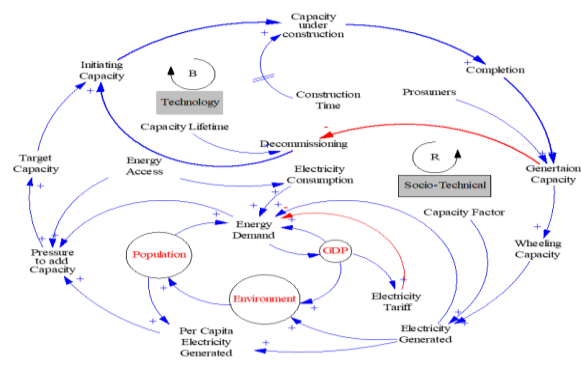 Capacity
under
construction
Initiating
Capacity
B
Technology
Completion
Construction
Time
Prosumers
Capacity Lifetime
Decommissioning
R
Target
Capacity
Energy
Access
Electricity
Consumption
Socio-Technical
Genertaion
Capacity
Capacity Factor
Energy
Demand
Wheeling
Capacity
Pressure
to add
Capacity
Population
GDP
Environment
Electricity
Tariff
Electricity
Generated
Per Capita
Electricity
Generated